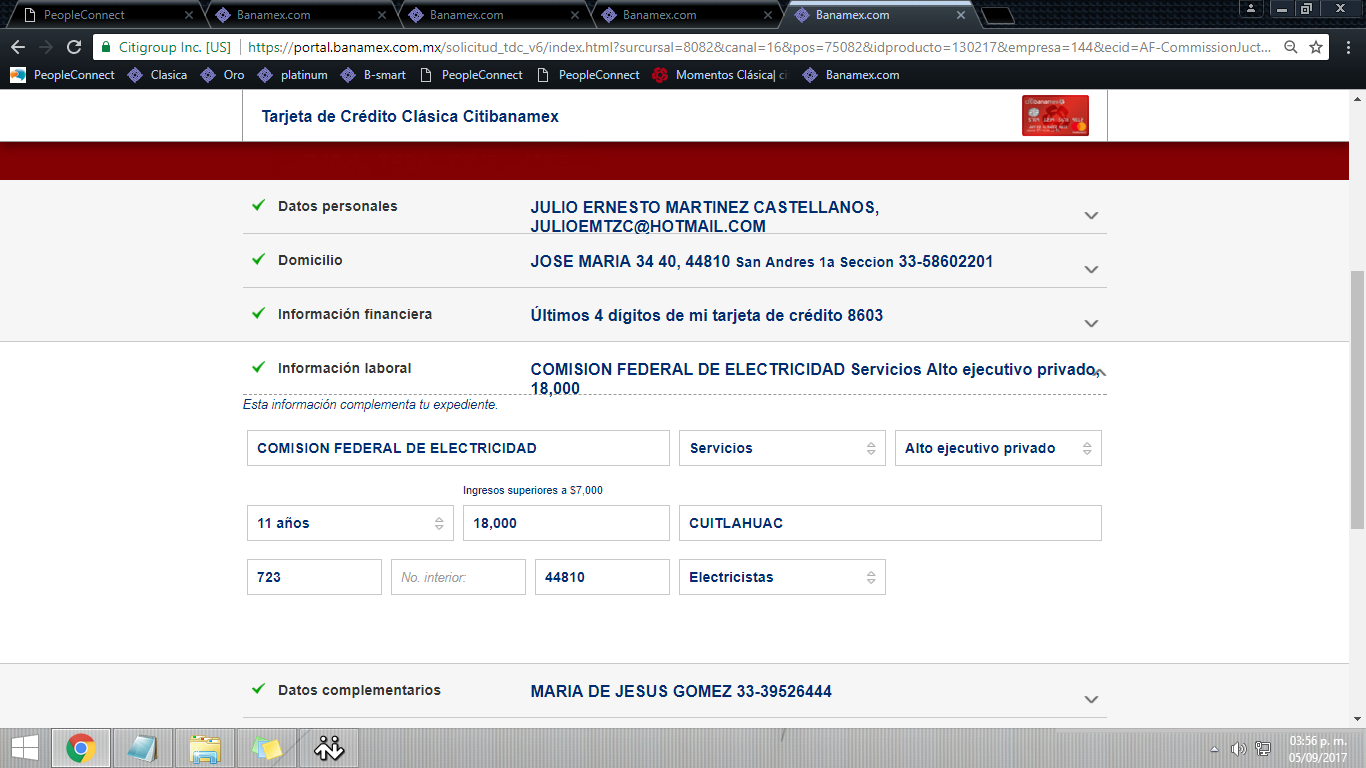 PeopleConnect
Banamex.com
Banamex.com
Banamex.com
Banamex.com
Citigroup Inc. [US] https://portal.banamex.com.mx/solicitud_tdc_v6/index.html?sucursal=8082&canal=16&pos=75082&idproducto=130217&empresa=144&ecid=AF-CommissionJuct...
PeopleConnect Clasica Oro platinum B-smart PeopleConnect PeopleConnect Momentos Clásica| ci Banamex.com
Tarjeta de Crédito Clásica Citibanamex
citibanamex
Datos personales
JULIO ERNESTO MARTINEZ CASTELLANOS,
JULIOEMTZC@HOTMAIL.COM
Domicilio
JOSE MARIA 34 40, 44810 San Andres 1a Seccion 33-58602201
Información financiera
Últimos 4 dígitos de mi tarjeta de crédito 8603
Información laboral
COMISION FEDERAL DE ELECTRICIDAD Servicios Alto ejecutivo privado,
18,000
Esta información complementa tu expediente.
COMISION FEDERAL DE ELECTRICIDAD
Servicios
Alto ejecutivo privado
Ingresos superiores a $7,000
11 años
18,000
CUITLAHUAC
723
No. interior:
44810
Electricistas
Datos complementarios
MARIA DE JESUS GOMEZ 33-39526444
03:56 p. m.
05/09/2017